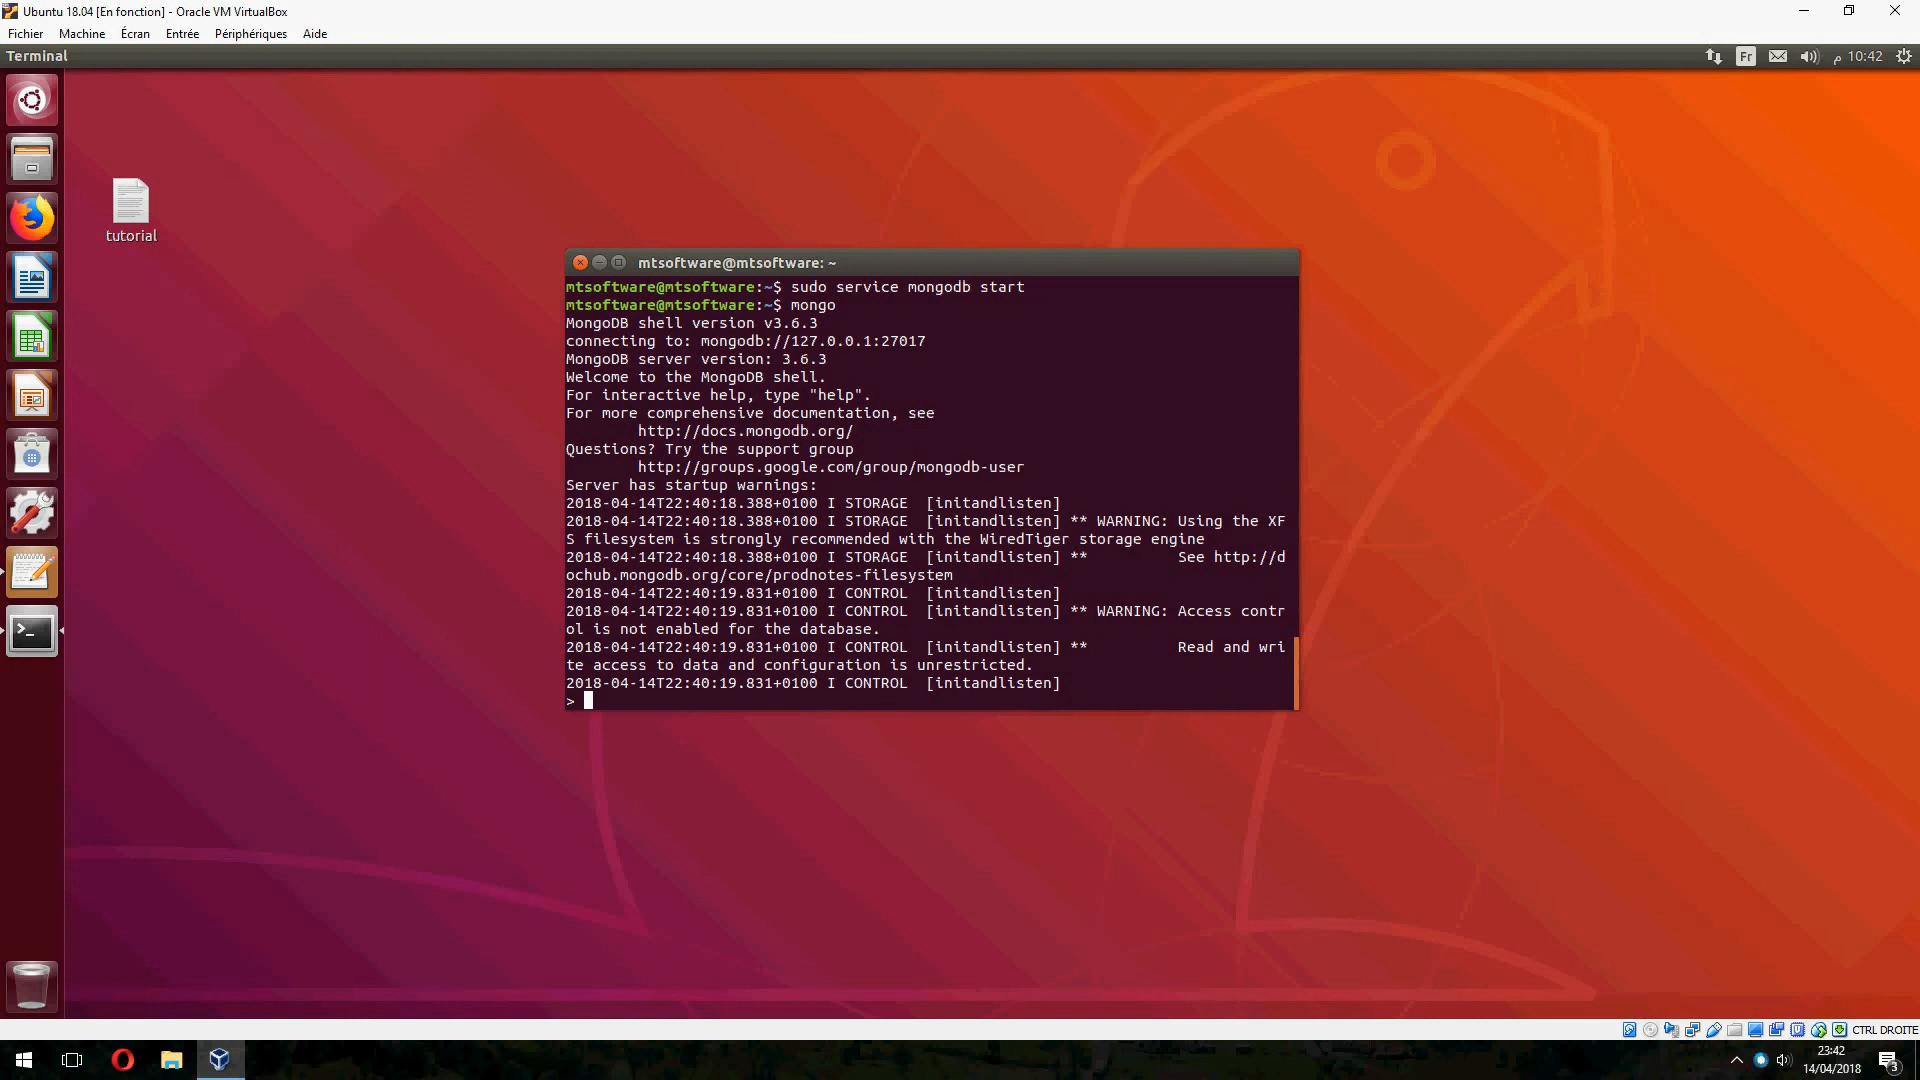 Ubuntu 18.04 [En fonction] - Oracle VM VirtualBox
Fichier Machine Écran Entrée Périphériques Aide
Terminal
Fr
م 10:42
tutorial
mtsoftware@mtsoftware: ~
mtsoftware@mtsoftware:~$ sudo service mongodb start
mtsoftware@mtsoftware:~$ mongo
MongoDB shell version v3.6.3
connecting to: mongodb://127.0.0.1:27017
MongoDB server version: 3.6.3
Welcome to the MongoDB shell.
For interactive help, type "help".
For more comprehensive documentation, see
http://docs.mongodb.org/
Questions? Try the support group
http://groups.google.com/group/mongodb-user
Server has startup warnings:
2018-04-14T22:40:18.388+0100 I STORAGE  [initandlisten]
2018-04-14T22:40:18.388+0100 I STORAGE  [initandlisten] ** WARNING: Using the XF
S filesystem is strongly recommended with the WiredTiger storage engine
2018-04-14T22:40:18.388+0100 I STORAGE  [initandlisten] **          See http://d
ochub.mongodb.org/core/prodnotes-filesystem
2018-04-14T22:40:19.831+0100 I CONTROL  [initandlisten]
2018-04-14T22:40:19.831+0100 I CONTROL  [initandlisten] ** WARNING: Access contr
ol is not enabled for the database.
2018-04-14T22:40:19.831+0100 I CONTROL  [initandlisten] **          Read and wri
te access to data and configuration is unrestricted.
2018-04-14T22:40:19.831+0100 I CONTROL  [initandlisten]
>
CTRL DROITE
23:42
14/04/2018
3